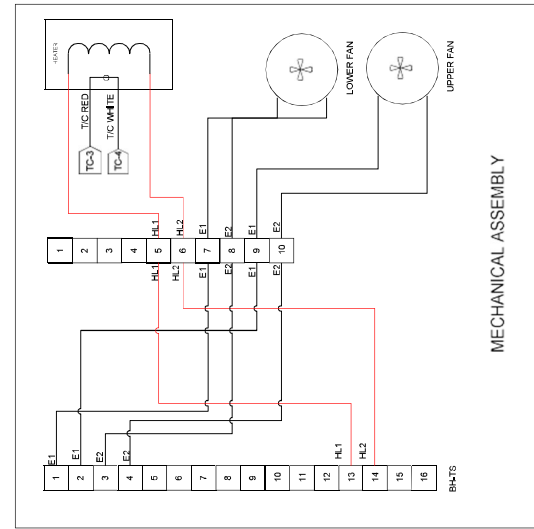 HEATER
T/C RED
T/C WHITE
TC-3
TC-4
LOWER FAN
UPPER FAN
HL1
HL2
E1
E2
E1
E2
1 2 3 4 5 6 7 8 9 10
HL1
HL2
E1
E2
E1
E2
MECHANICAL ASSEMBLY
E1
E1
E2
E2
HL1
HL2
1 2 3 4 5 6 7 8 9 10 11 12 13 14 15 16
BH-TS